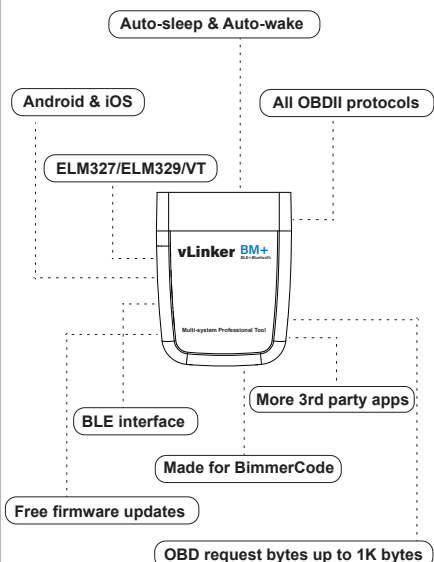 Auto-sleep & Auto-wake
Android & iOS
All OBDII protocols
ELM327/ELM329/VT
vLinker BM+
BLE+Bluetooth
Multi-system Professional Tool
More 3rd party apps
BLE interface
Made for BimmerCode
Free firmware updates
OBD request bytes up to 1K bytes